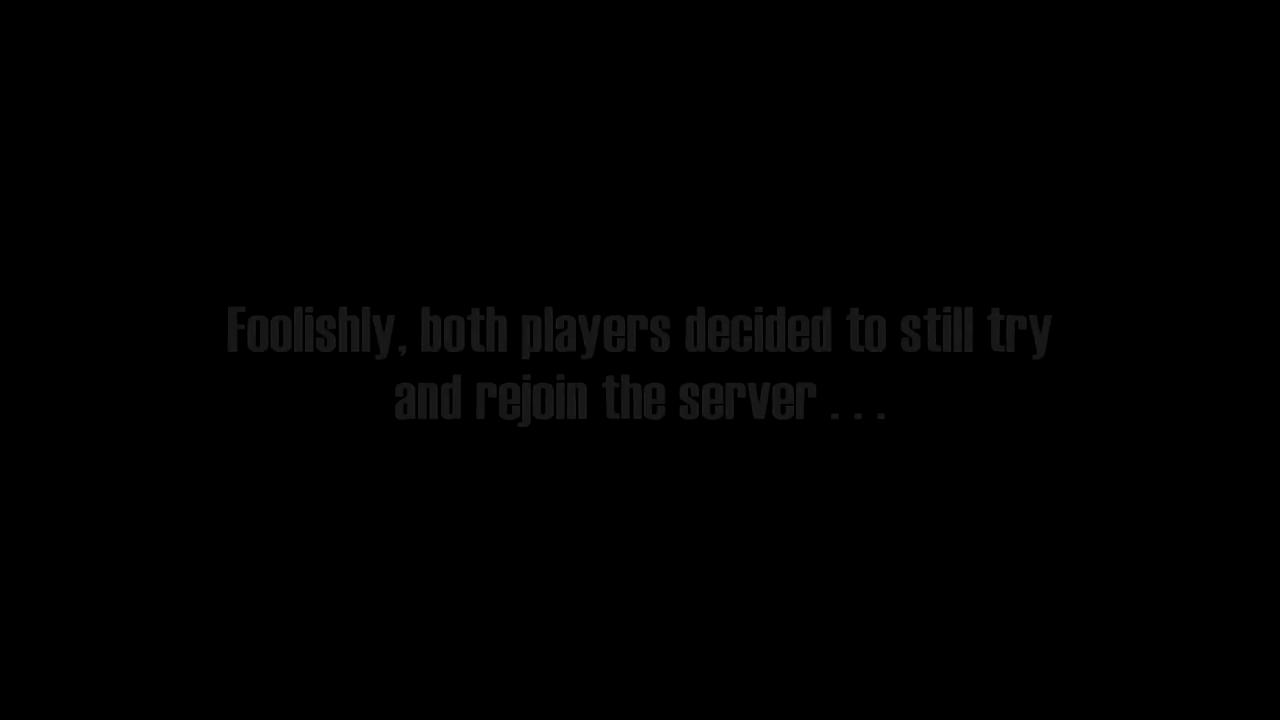 Foolishly, both players decided to still try
and rejoin the server . . .